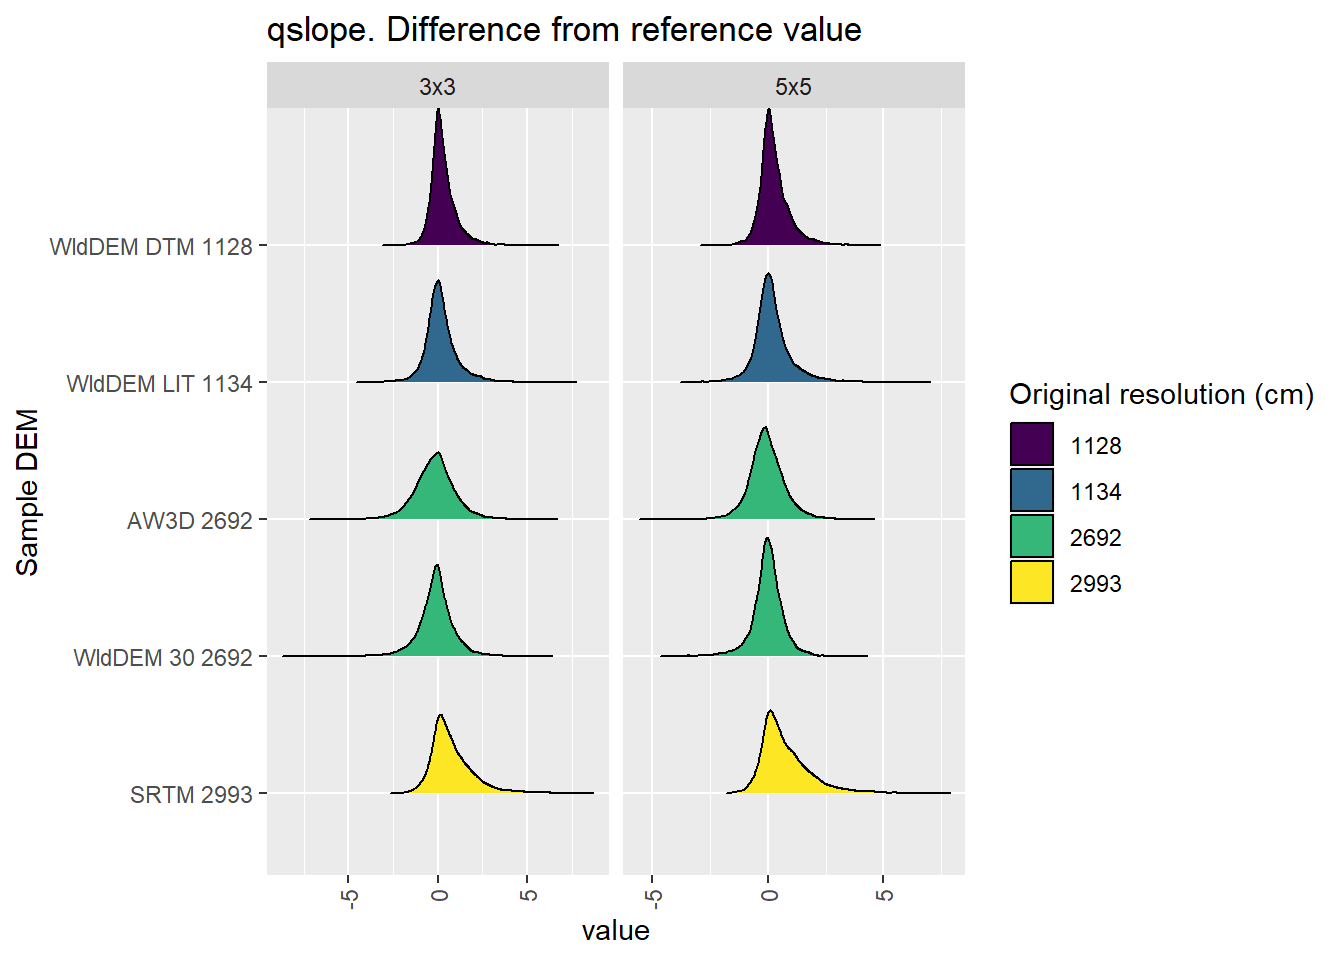 qslope. Difference from reference value
3x3
5x5
WldDEM DTM 1128
WldDEM LIT 1134
AW3D 2692
WldDEM 30 2692
SRTM 2993
Sample DEM
-5
0
5
-5
0
5
value
Original resolution (cm)
1128
1134
2692
2993